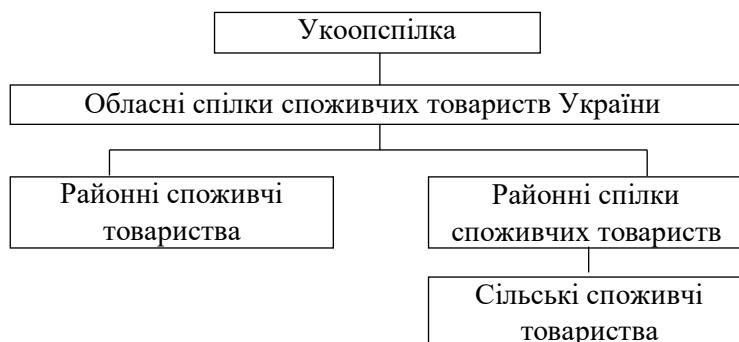 Укоопспілка
Обласні спілки споживчих товариств України
Районні споживчі
товариства
Районні спілки
споживчих товариств
Сільські споживчі
товариства